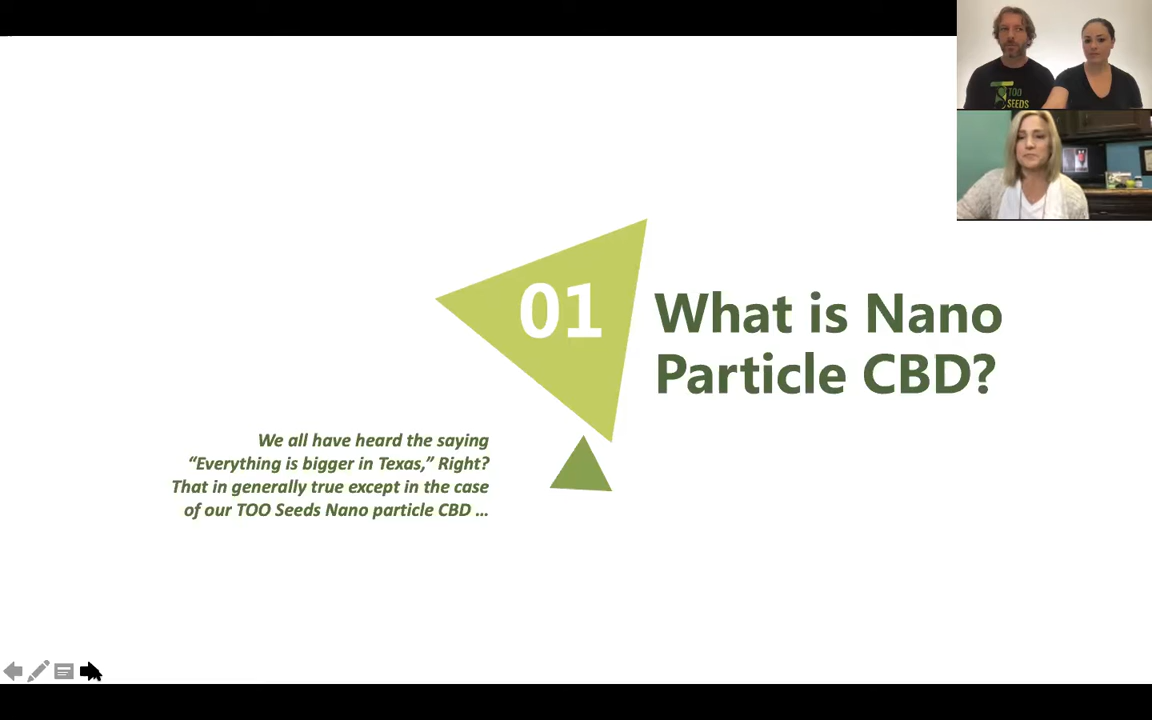 TOO
SEEDS
01
What is Nano
Particle CBD?
We all have heard the saying
“Everything is bigger in Texas,” Right?
That in generally true except in the case
of our TOO Seeds Nano particle CBD ...